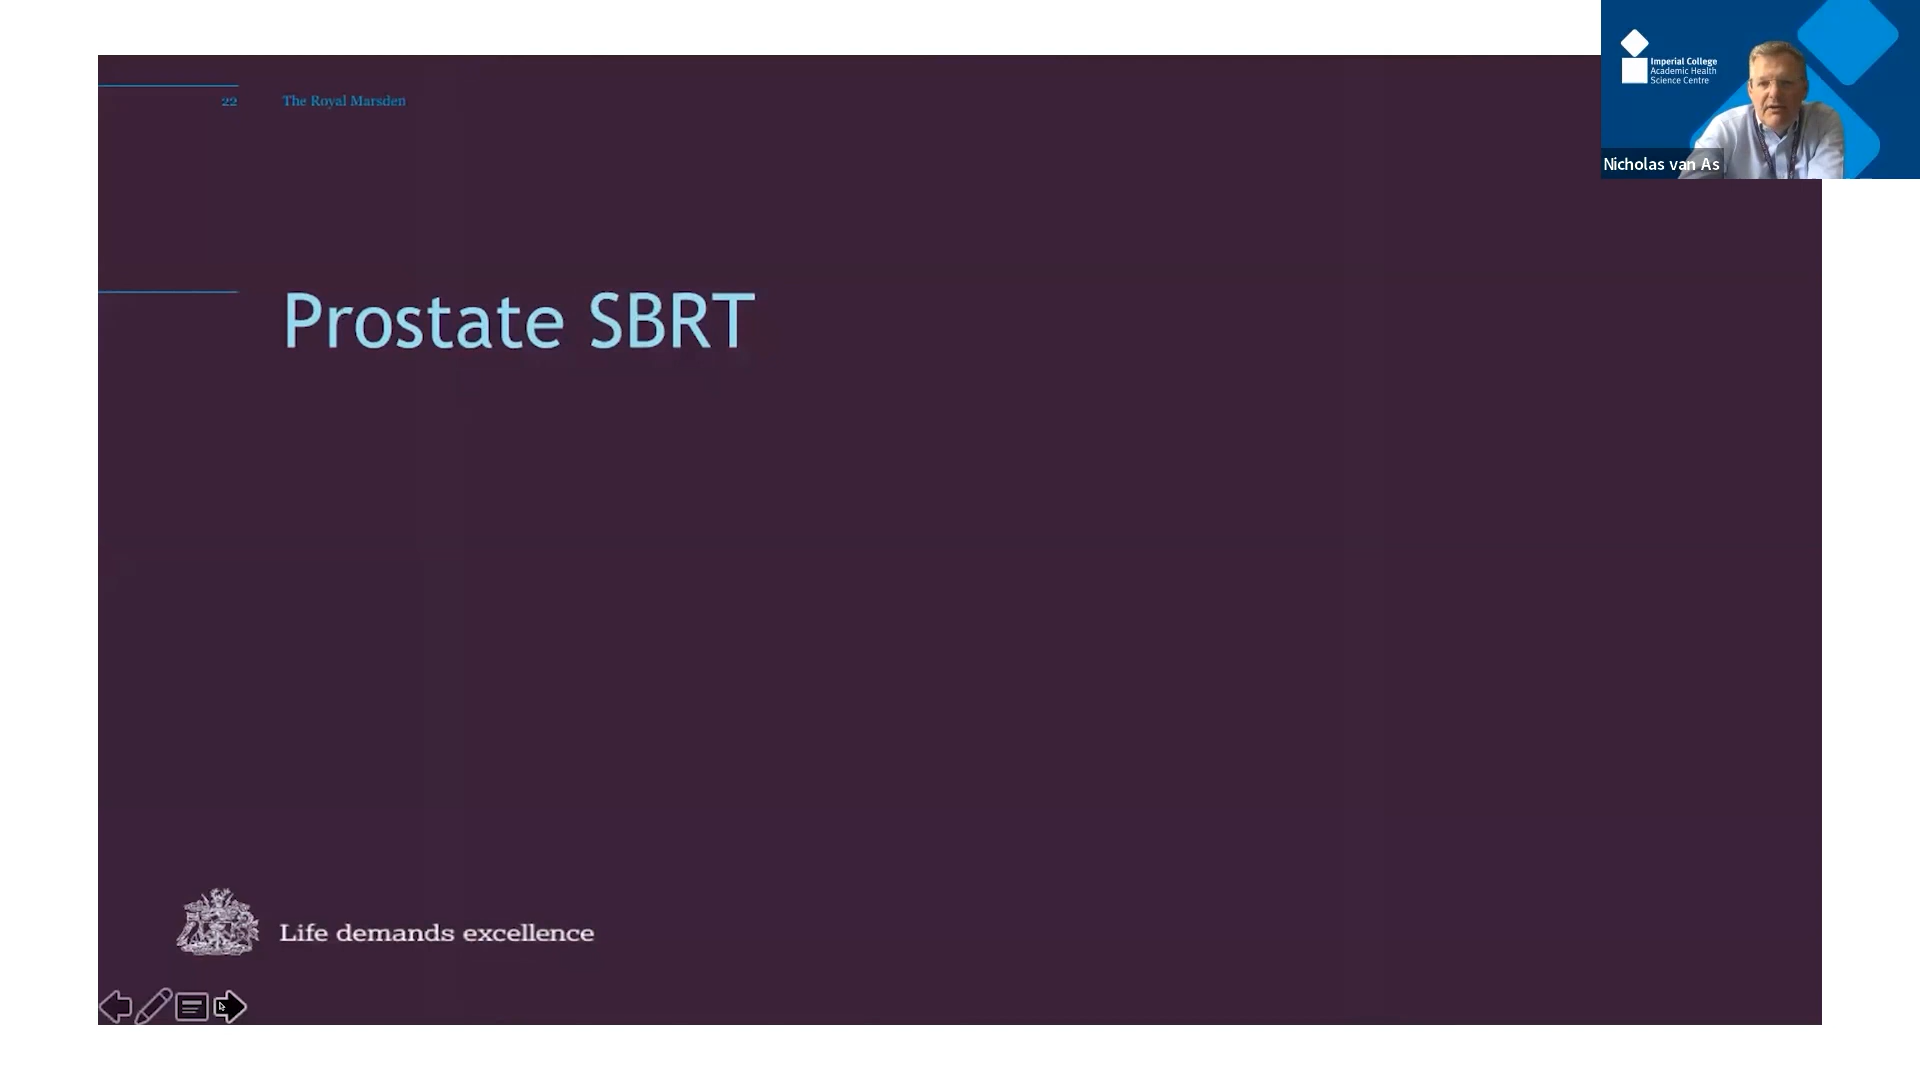 22 The Royal Marsden
Prostate SBRT
Life demands excellence
Imperial College
Academic Health
Science Centre
Nicholas van As